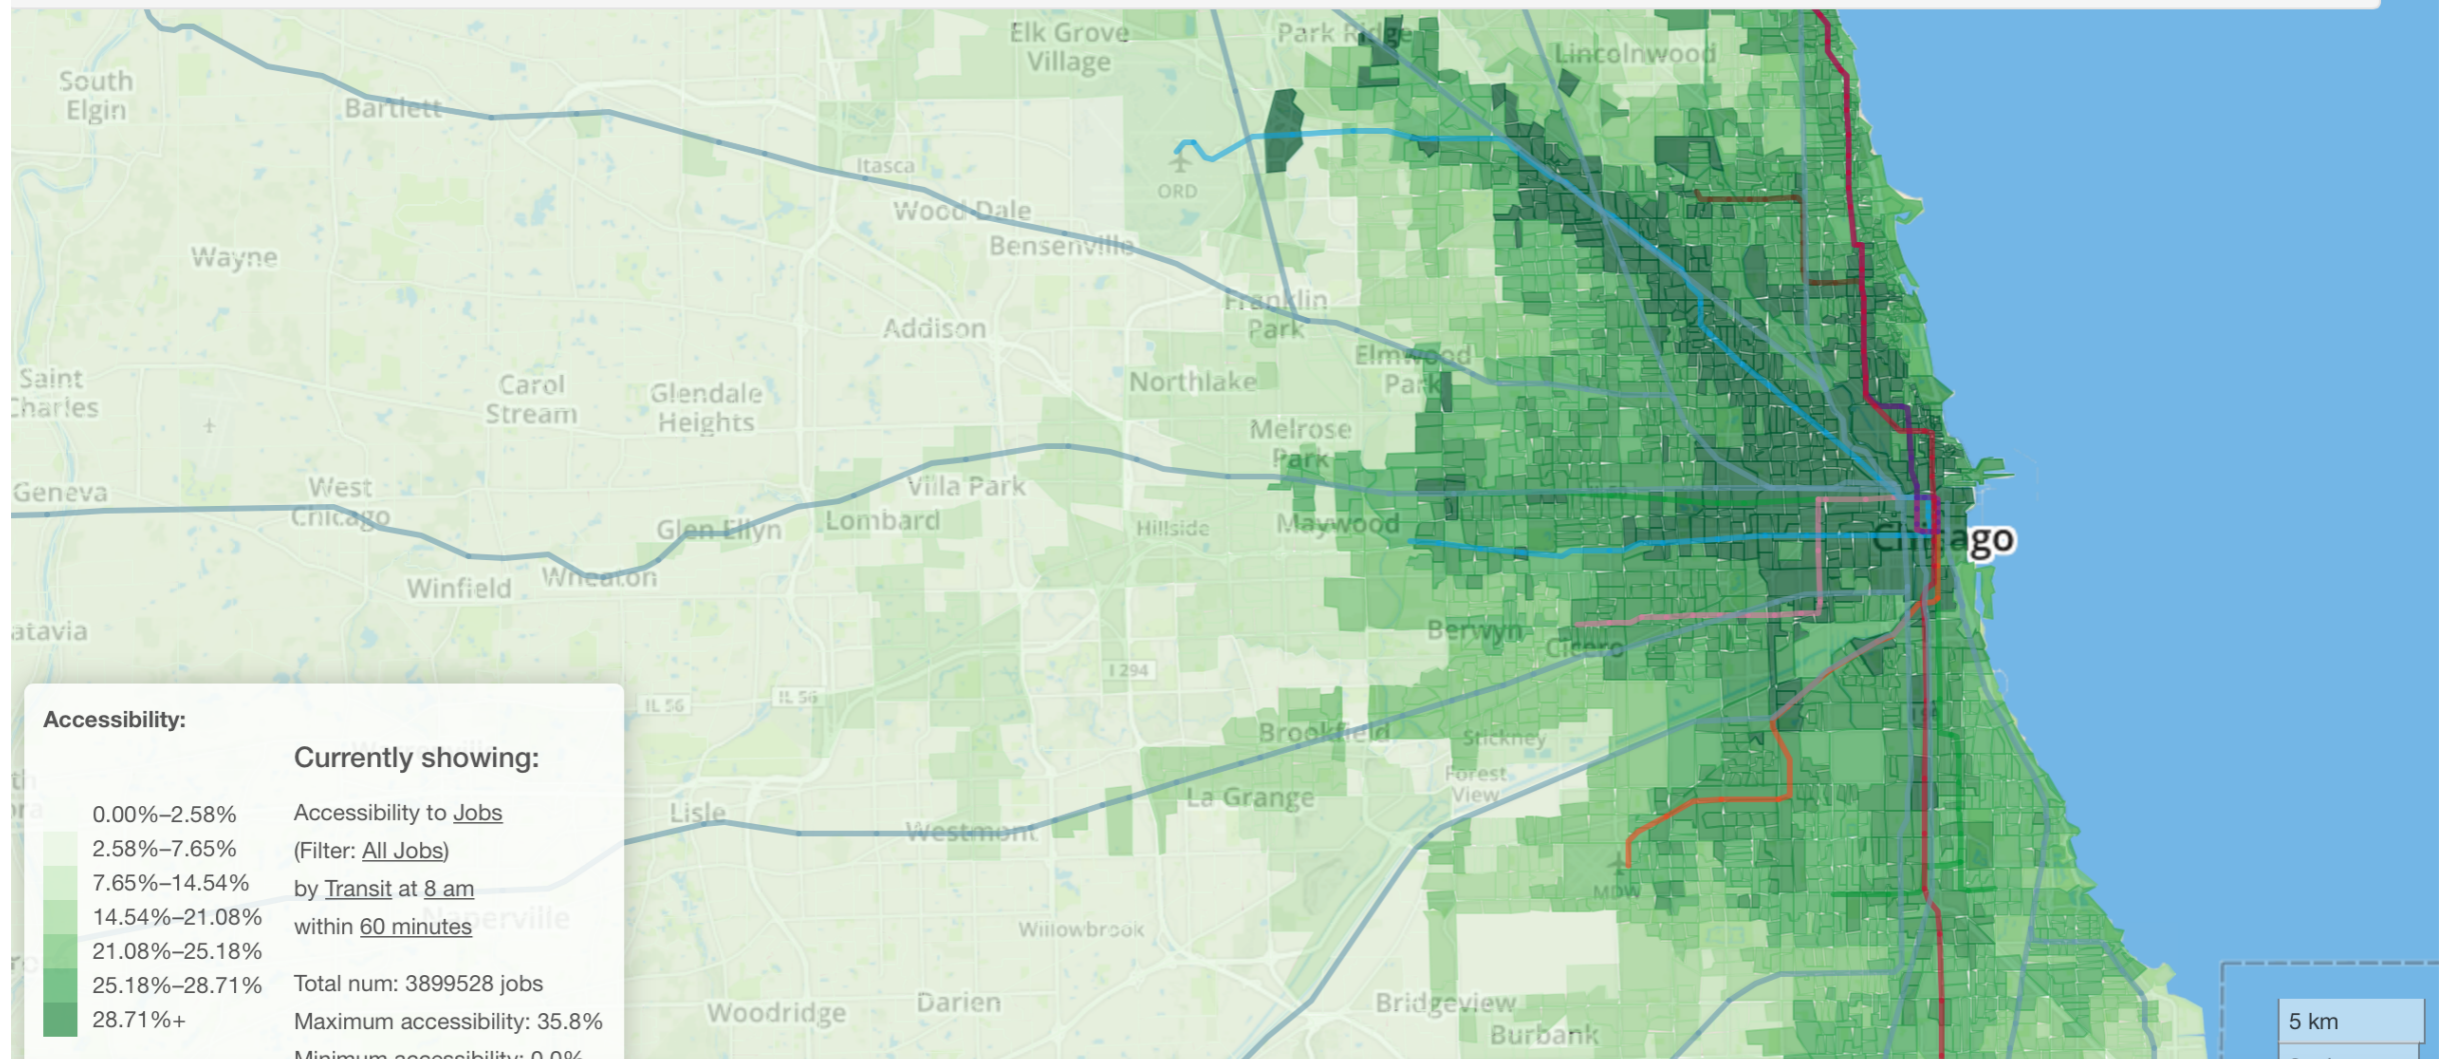 Elk Grove
Village
Park Ridge
Lincolnwood
South
Elgin
Bartlett
Itasca
ORD
Wood Dale
Bensenville
Wayne
Franklin
Park
Addison
Elmwood
Park
Saint
Charles
Carol
Stream
Glendale
Heights
Northlake
Melrose
Park
Geneva
West
Chicago
Villa Park
Glen Ellyn
Lombard
Hillside
Maywood
Chicago
Winfield
Wheaton
atavia
Berwyn
Cicero
I 294
IL 56
IL 56
Brookfield
Stickney
Forest
View
La Grange
Lisle
Westmont
MDW
Naperville
Willowbrook
Woodridge
Darien
Bridgeview
Burbank
Accessibility:
0.00%–2.58%
2.58%–7.65%
7.65%–14.54%
14.54%–21.08%
21.08%–25.18%
25.18%–28.71%
28.71%+
Currently showing:
Accessibility to Jobs
(Filter: All Jobs)
by Transit at 8 am
within 60 minutes
Total num: 3899528 jobs
Maximum accessibility: 35.8%
Minimum accessibility: 0.0%
5 km